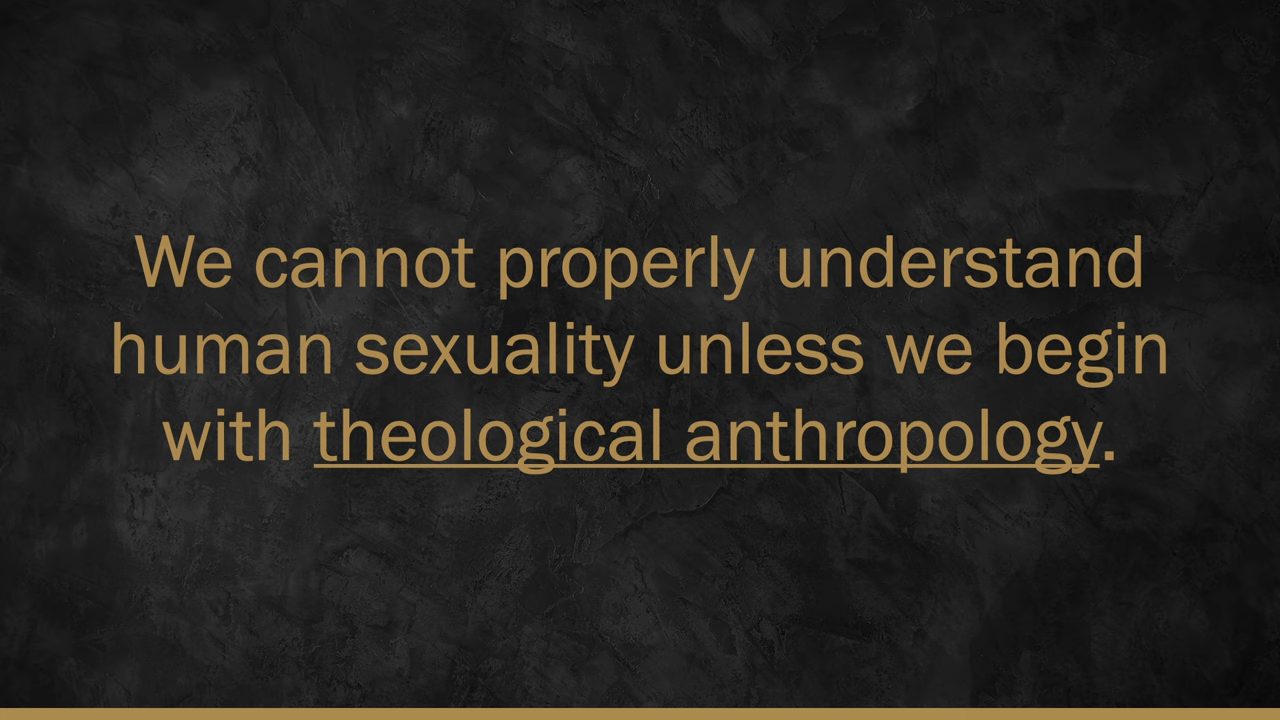 We cannot properly understand
human sexuality unless we begin
with theological anthropology.